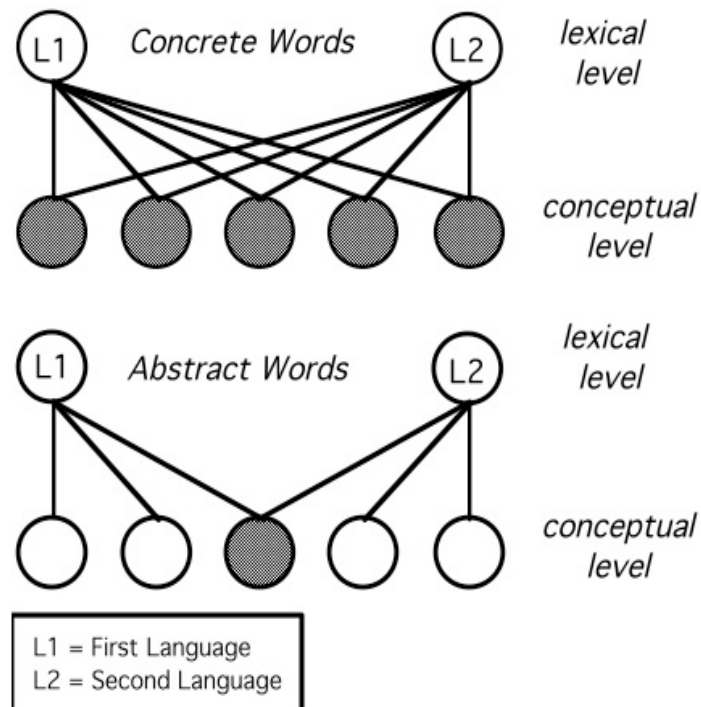 L1 Concrete Words L2 lexical
level
conceptual
level
L1 Abstract Words L2 lexical
level
conceptual
level
L1 = First Language
L2 = Second Language